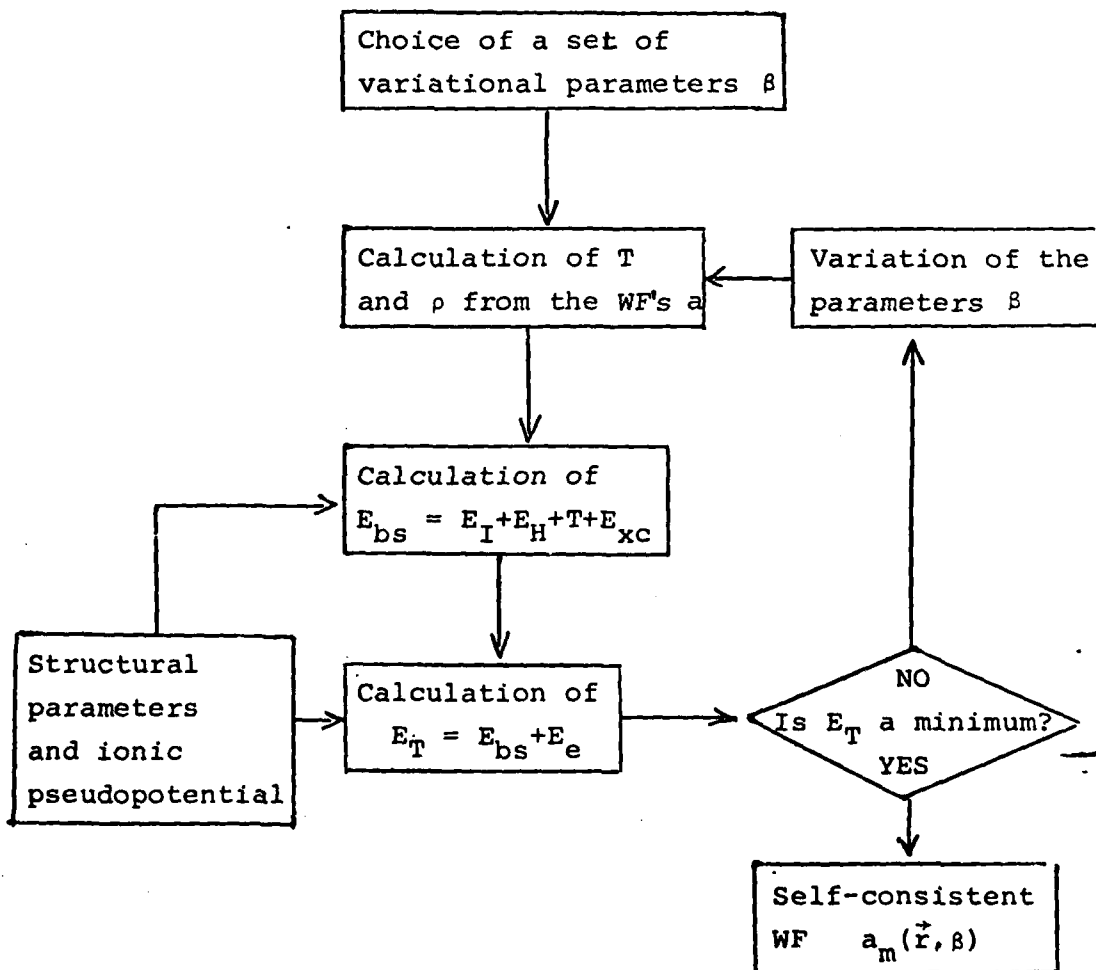 Choice of a set of
variational parameters β
Calculation of T
and ρ from the WF's a
Variation of the
parameters β
Calculation of
E_bs = E_I+E_H+T+E_xc
Structural
parameters
and ionic
pseudopotential
Calculation of
E_T = E_bs+E_e
NO
Is E_T a minimum?
YES
Self-consistent
WF a_m(r⃗,β)